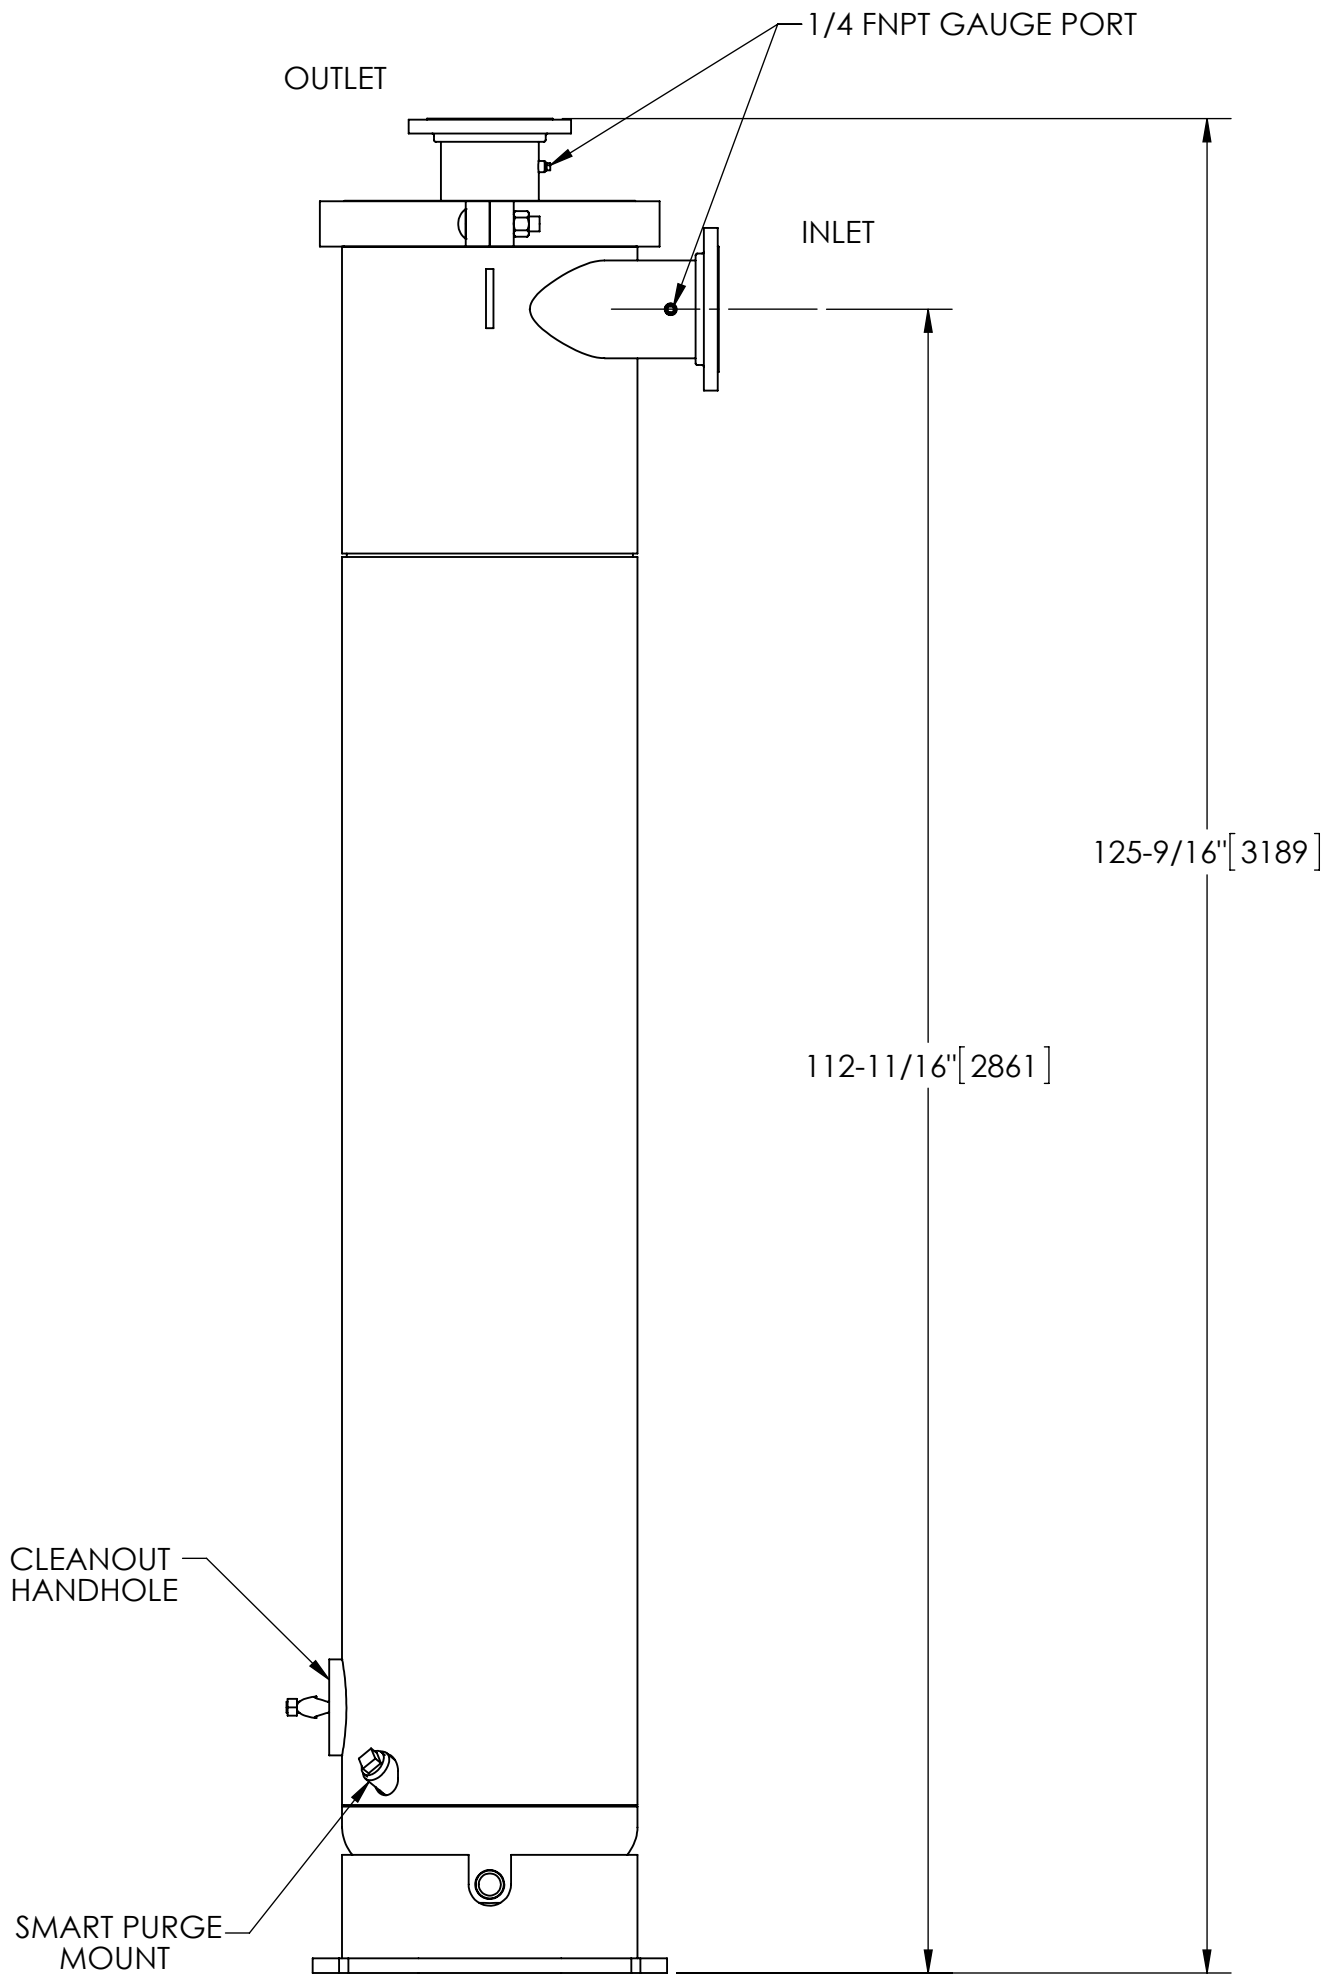 1/4 FNPT GAUGE PORT
OUTLET
INLET
125-9/16"[3189]
112-11/16"[2861]
CLEANOUT
HANDHOLE
SMART PURGE
MOUNT